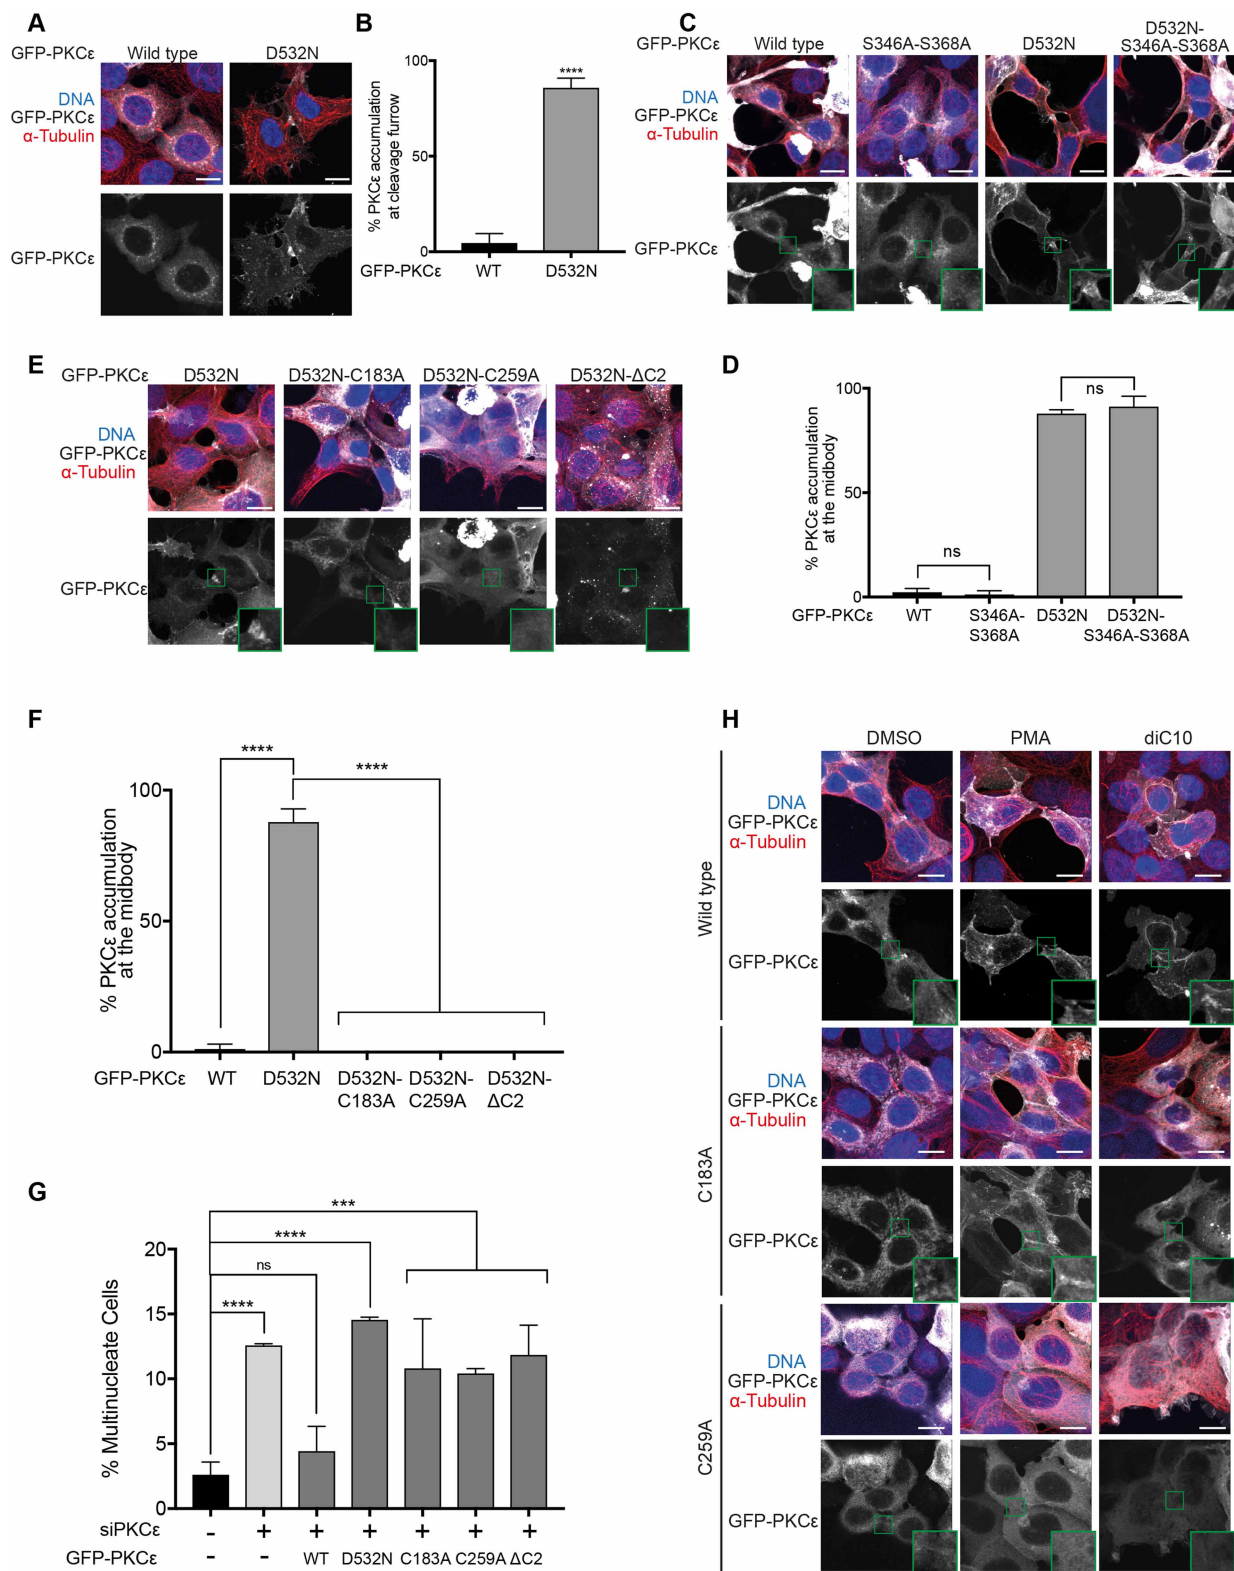 A
GFP-PKCε
Wild type
D532N
DNA
GFP-PKCε
α-Tubulin
GFP-PKCε
B
% PKCε accumulation
at cleavage furrow
100
50
0
****
GFP-PKCε
WT
D532N
C
GFP-PKCε
Wild type
S346A-S368A
D532N
D532N-
S346A-S368A
DNA
GFP-PKCε
α-Tubulin
GFP-PKCε
E
GFP-PKCε
D532N
D532N-C183A
D532N-C259A
D532N-ΔC2
DNA
GFP-PKCε
α-Tubulin
GFP-PKCε
D
% PKCε accumulation
at the midbody
100
50
0
ns
ns
GFP-PKCε
WT
S346A-
S368A
D532N
D532N-
S346A-S368A
F
% PKCε accumulation
at the midbody
100
50
0
****
****
GFP-PKCε
WT
D532N
D532N-
C183A
D532N-
C259A
D532N-
ΔC2
G
% Multinucleate Cells
20
15
10
5
0
***
****
ns
****
siPKCε - + + + + + +
GFP-PKCε - - WT D532N C183A C259A ΔC2
H
DMSO
PMA
diC10
Wild type
DNA
GFP-PKCε
α-Tubulin
GFP-PKCε
C183A
DNA
GFP-PKCε
α-Tubulin
GFP-PKCε
C259A
DNA
GFP-PKCε
α-Tubulin
GFP-PKCε